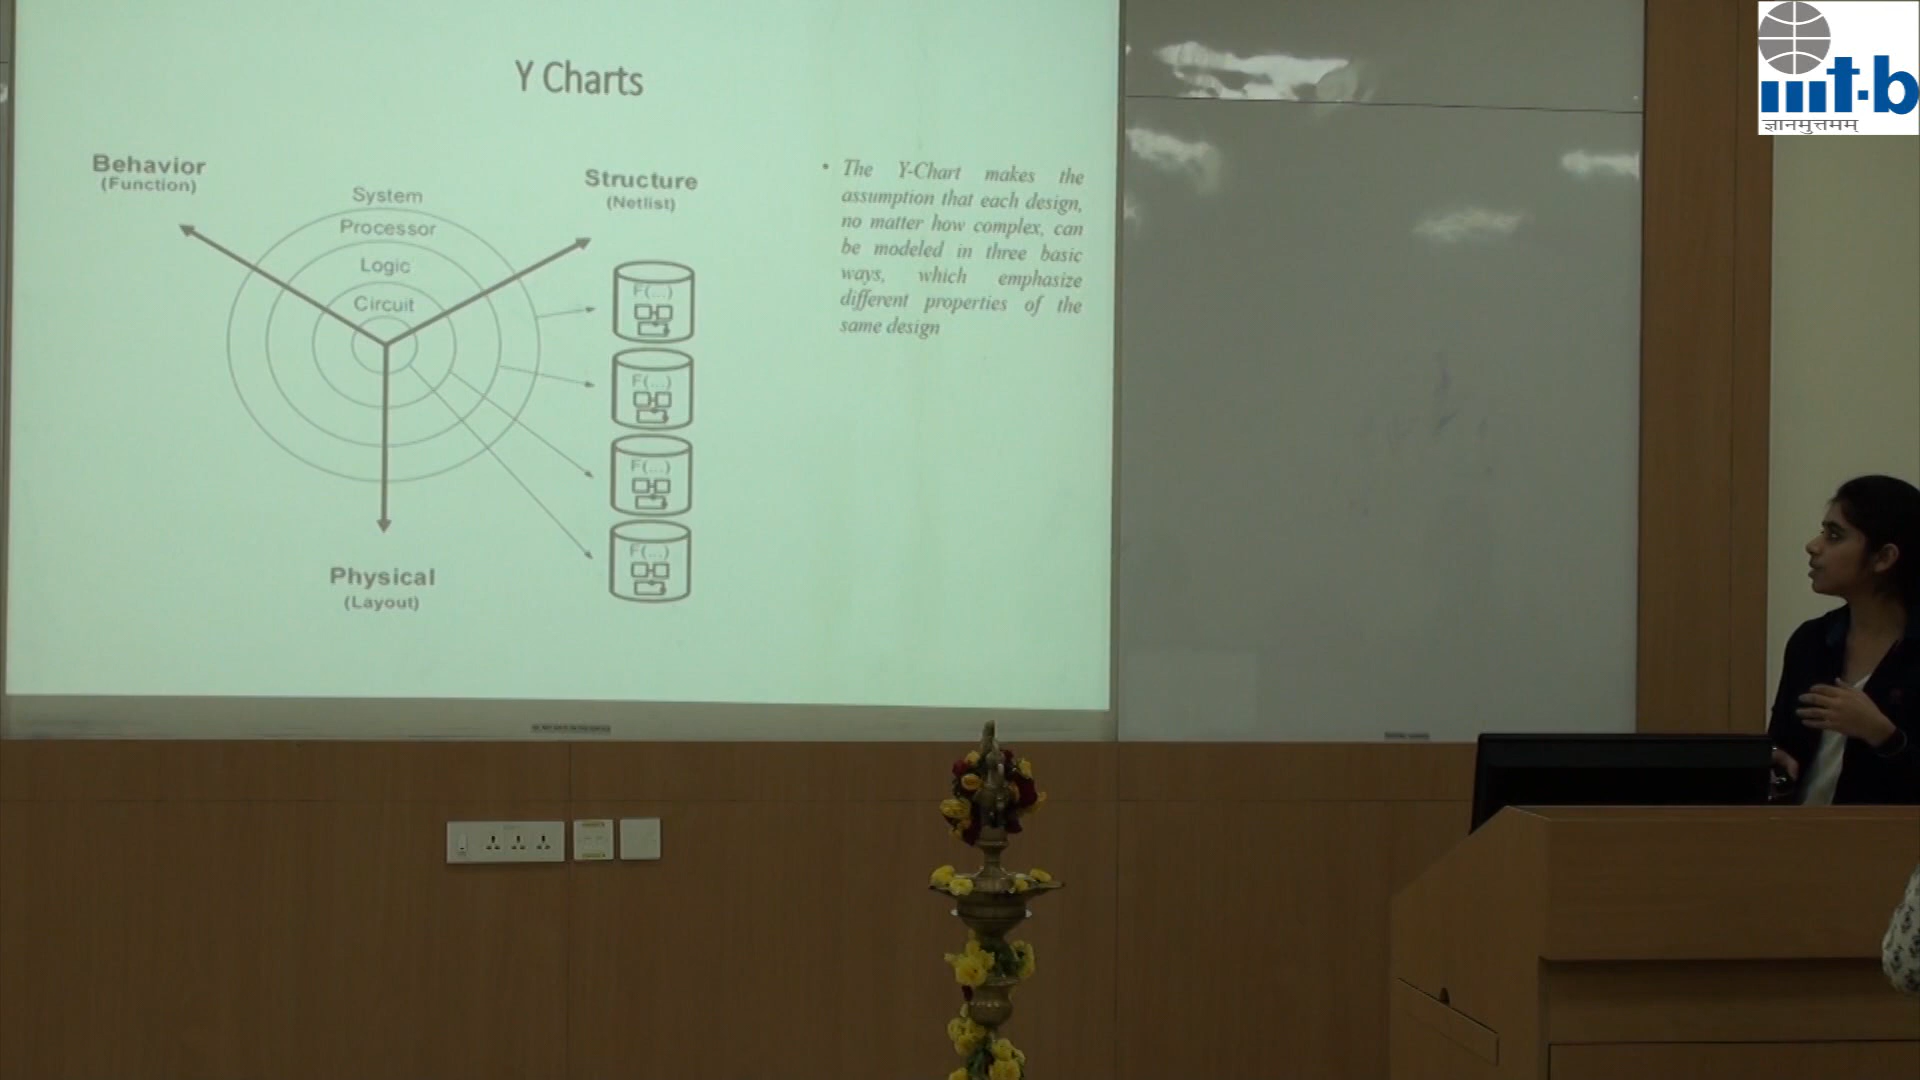 Y Charts
Behavior
(Function)
Structure
(Netlist)
System
Processor
Logic
Circuit
F(...)
F(...)
F(...)
F(...)
Physical
(Layout)
• The Y-Chart makes the
assumption that each design,
no matter how complex, can
be modeled in three basic
ways, which emphasize
different properties of the
same design
iiit-b
ज्ञानमुत्तमम्